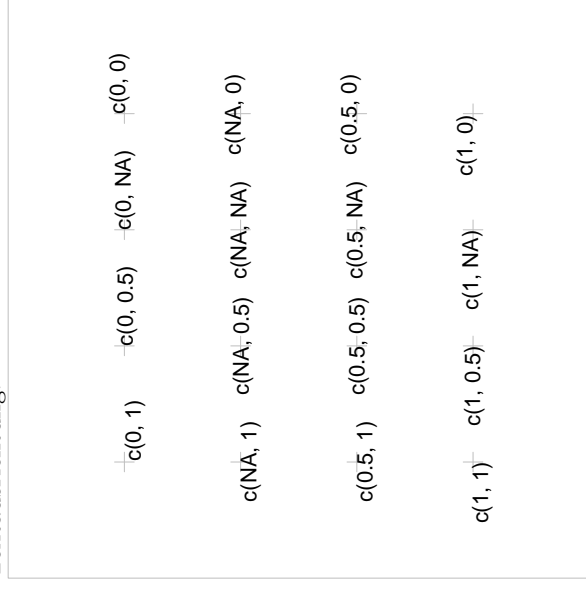 c(0, 1) c(0, 0.5) c(0, NA) c(0, 0)
c(NA, 1) c(NA, 0.5) c(NA, NA) c(NA, 0)
c(0.5, 1) c(0.5, 0.5) c(0.5, NA) c(0.5, 0)
c(1, 1) c(1, 0.5) c(1, NA) c(1, 0)